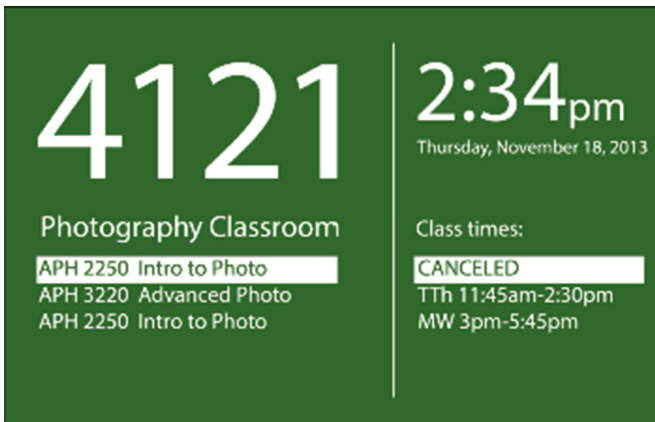 4121
Photography Classroom
APH 2250 Intro to Photo
APH 3220 Advanced Photo
APH 2250 Intro to Photo
2:34pm
Thursday, November 18, 2013
Class times:
CANCELED
TTh 11:45am-2:30pm
MW 3pm-5:45pm